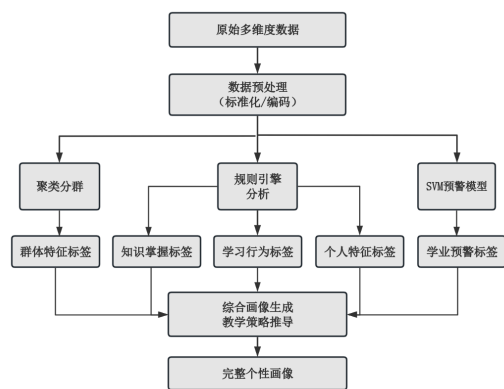 原始多维度数据
数据预处理
（标准化/编码）
聚类分群
规则引擎
分析
SVM预警模型
群体特征标签
知识掌握标签
学习行为标签
个人特征标签
学业预警标签
综合画像生成
教学策略推导
完整个性画像